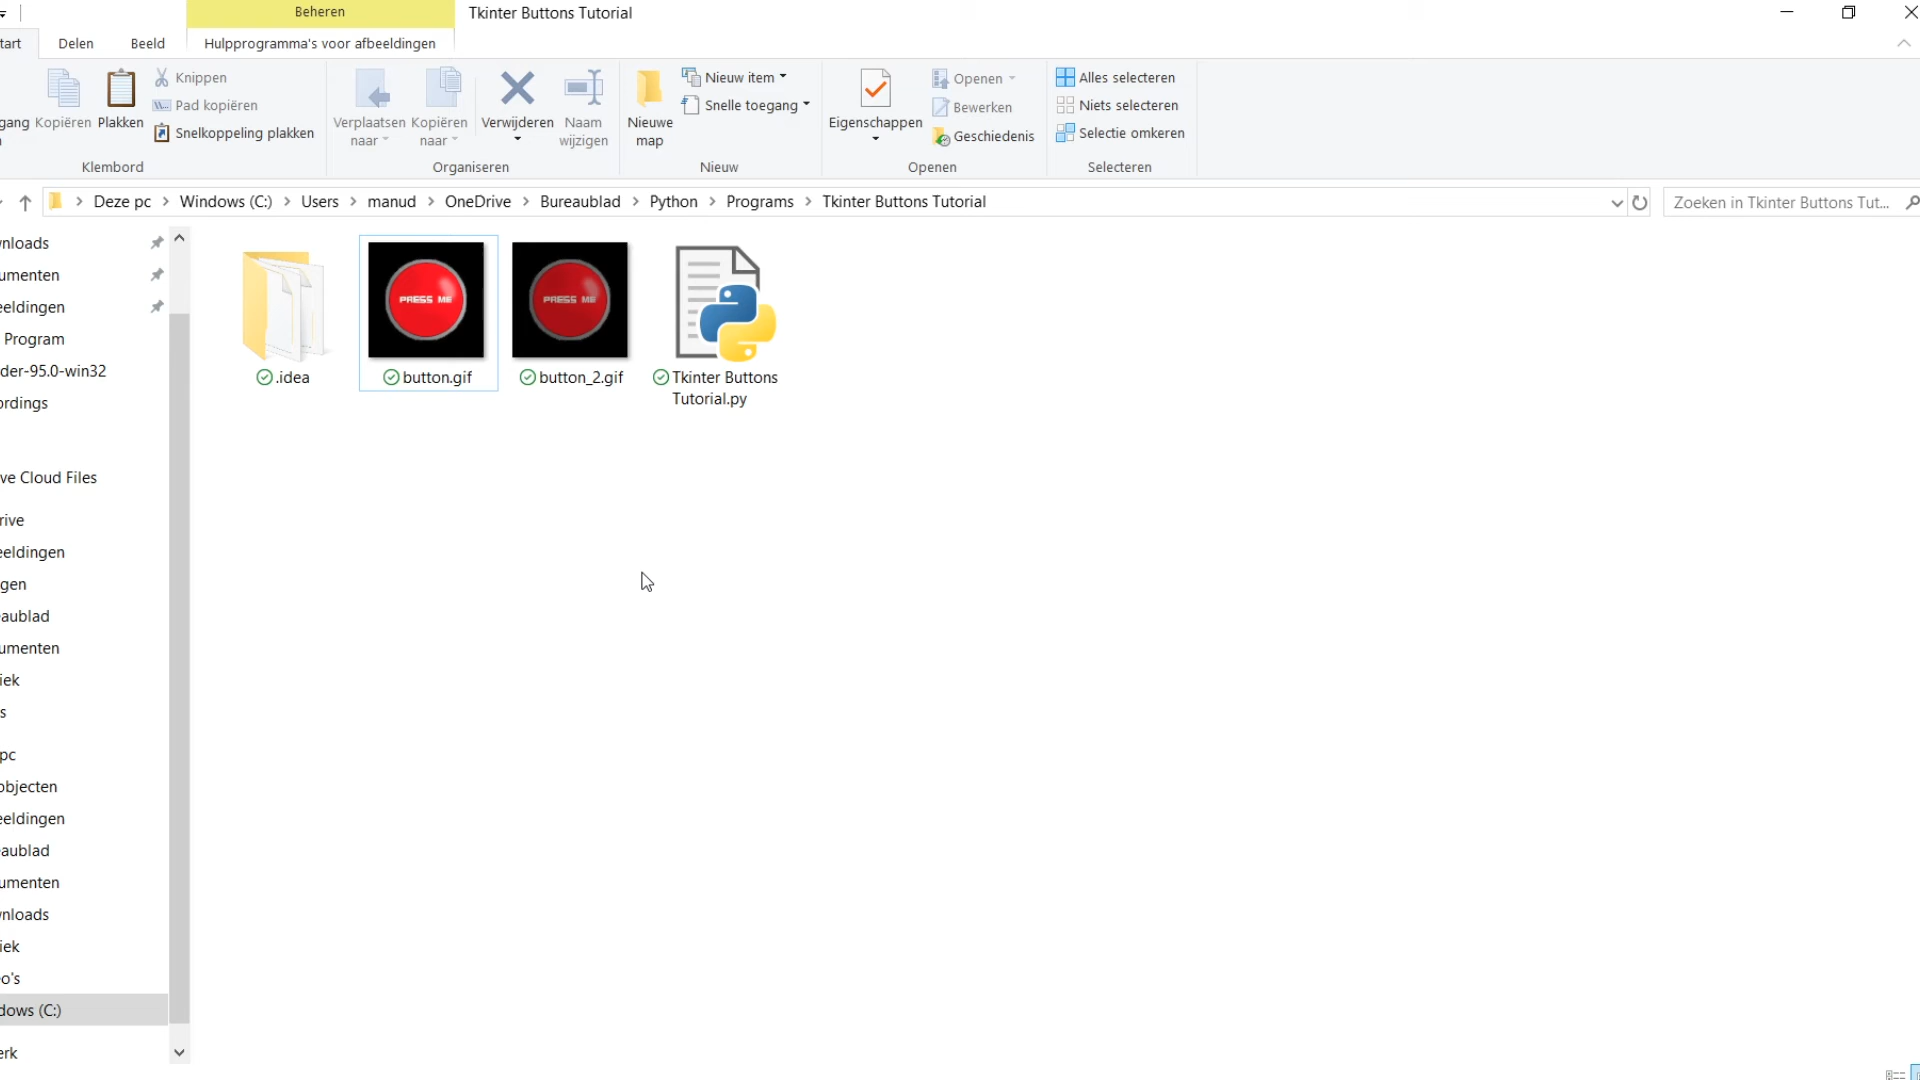 Beheren
Tkinter Buttons Tutorial
tart
Delen
Beeld
Hulpprogramma's voor afbeeldingen
gang
Kopiëren
Plakken
Knippen
Pad kopiëren
Snelkoppeling plakken
Klembord
Verplaatsen
naar
Kopiëren
naar
Verwijderen
Naam
wijzigen
Organiseren
Nieuwe
map
Nieuw item
Snelle toegang
Nieuw
Eigenschappen
Openen
Bewerken
Geschiedenis
Openen
Alles selecteren
Niets selecteren
Selectie omkeren
Selecteren
Deze pc > Windows (C:) > Users > manud > OneDrive > Bureaublad > Python > Programs > Tkinter Buttons Tutorial
Zoeken in Tkinter Buttons Tut...
nloads
umenten
eeldingen
Program
der-95.0-win32
ordings
ve Cloud Files
rive
eeldingen
gen
aublad
umenten
iek
s
pc
objecten
eeldingen
aublad
umenten
nloads
iek
o's
dows (C:)
erk
.idea
PRESS ME
button.gif
PRESS ME
button_2.gif
Tkinter Buttons
Tutorial.py